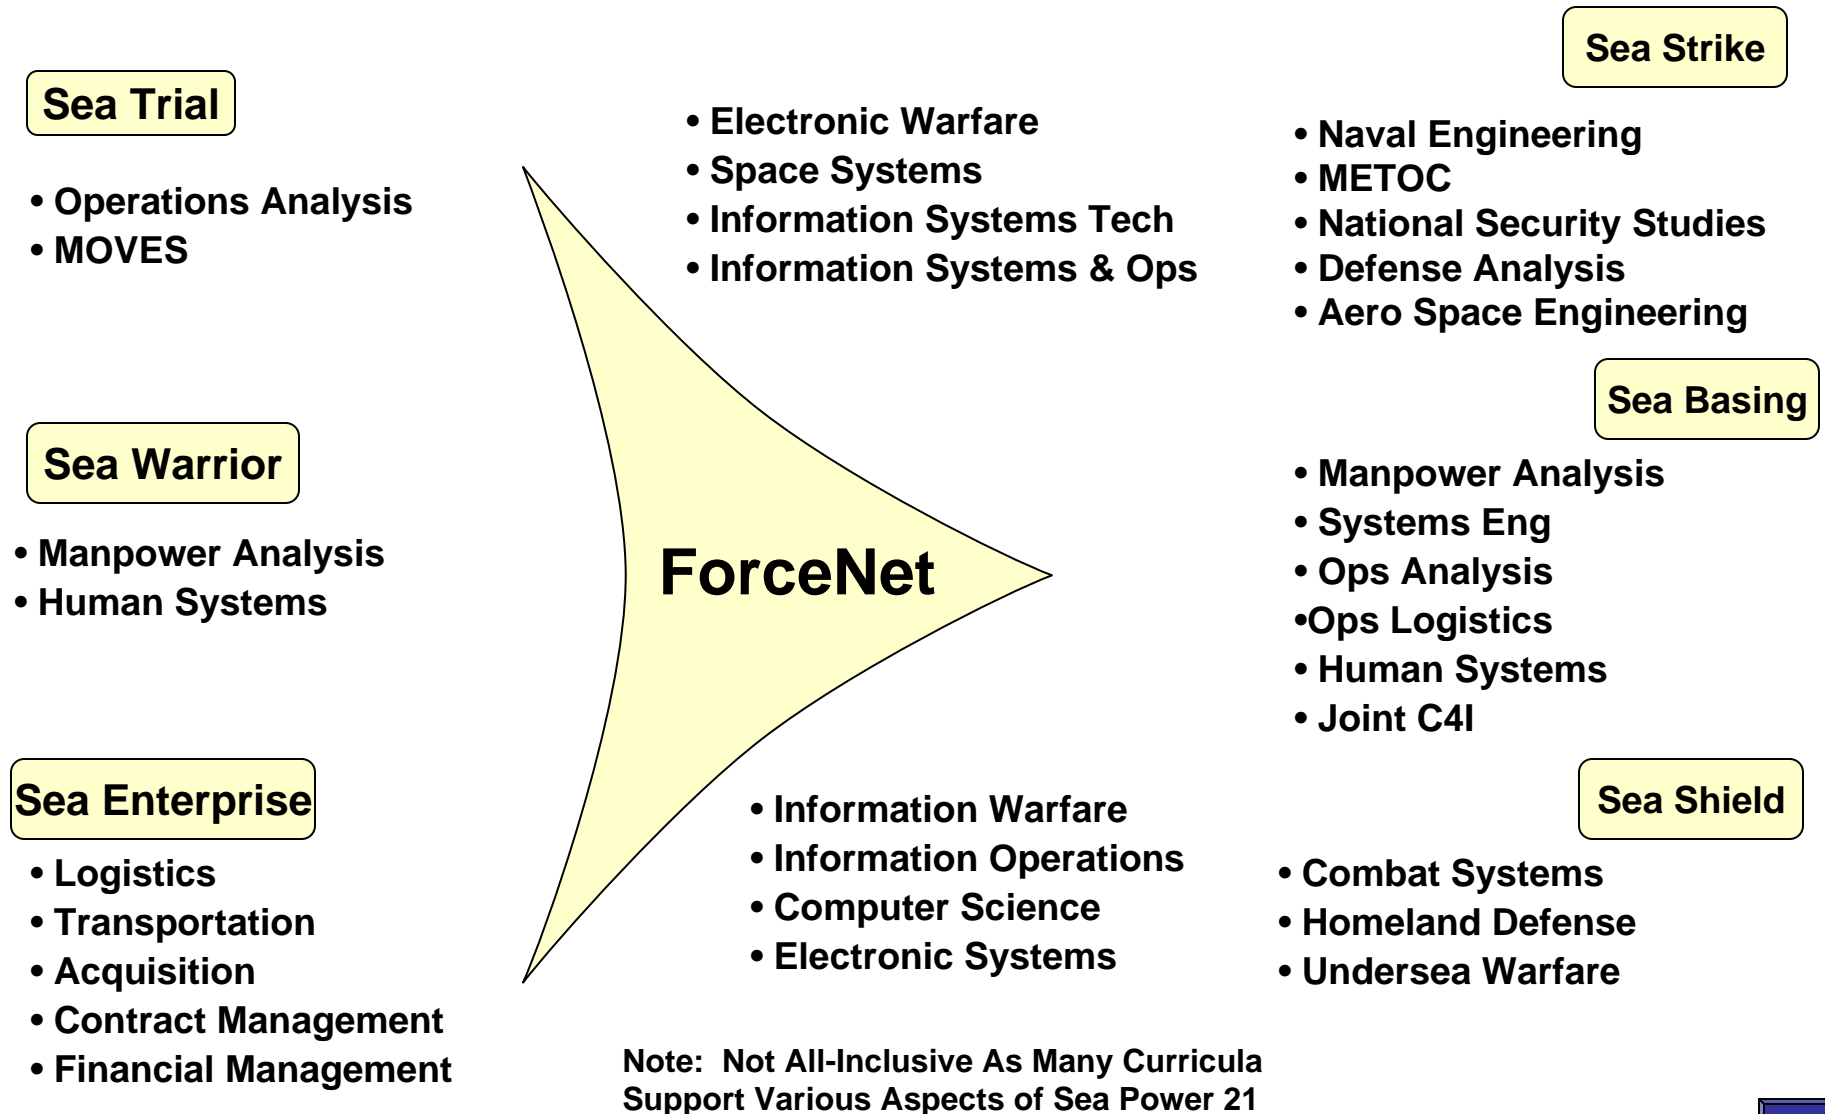 Sea Trial
• Operations Analysis
• MOVES
Sea Warrior
• Manpower Analysis
• Human Systems
Sea Enterprise
• Logistics
• Transportation
• Acquisition
• Contract Management
• Financial Management
• Electronic Warfare
• Space Systems
• Information Systems Tech
• Information Systems & Ops
ForceNet
• Information Warfare
• Information Operations
• Computer Science
• Electronic Systems
Sea Strike
• Naval Engineering
• METOC
• National Security Studies
• Defense Analysis
• Aero Space Engineering
Sea Basing
• Manpower Analysis
• Systems Eng
• Ops Analysis
•Ops Logistics
• Human Systems
• Joint C4I
Sea Shield
• Combat Systems
• Homeland Defense
• Undersea Warfare
Note: Not All-Inclusive As Many Curricula
Support Various Aspects of Sea Power 21